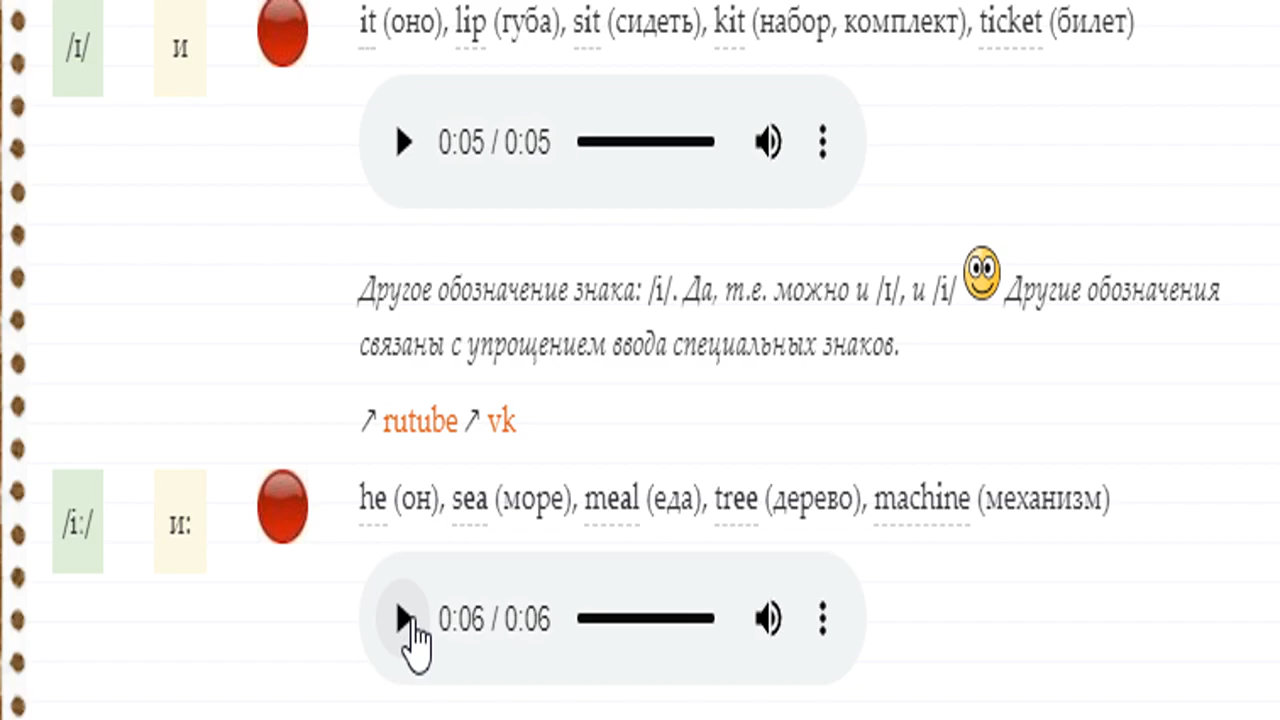 /ɪ/ и it (оно), lip (губа), sit (сидеть), kit (набор, комплект), ticket (билет)
0:05 / 0:05
Другое обозначение знака: /i/. Да, т.е. можно и /ɪ/, и /i/ Другие обозначения
связаны с упрощением ввода специальных знаков.
↗ rutube ↗ vk
/i:/ и: he (он), sea (море), meal (еда), tree (дерево), machine (механизм)
0:06 / 0:06